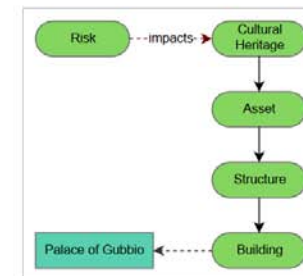 Risk
impacts
Cultural
Heritage
Asset
Structure
Palace of Gubbio
Building